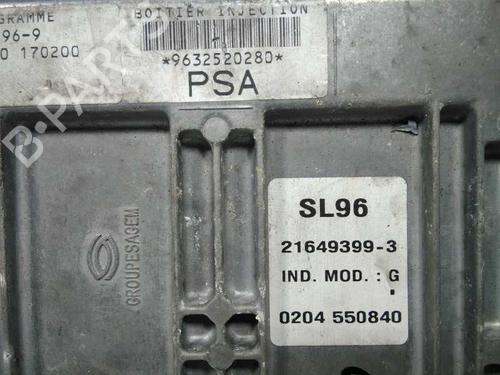 GRAMME
96-9
0 170200
BOITIER INJECTION
*9632520280*
PSA
B-PARTS
GROUPESAGEM
SL96
21649399-3
IND. MOD. : G
0204 550840